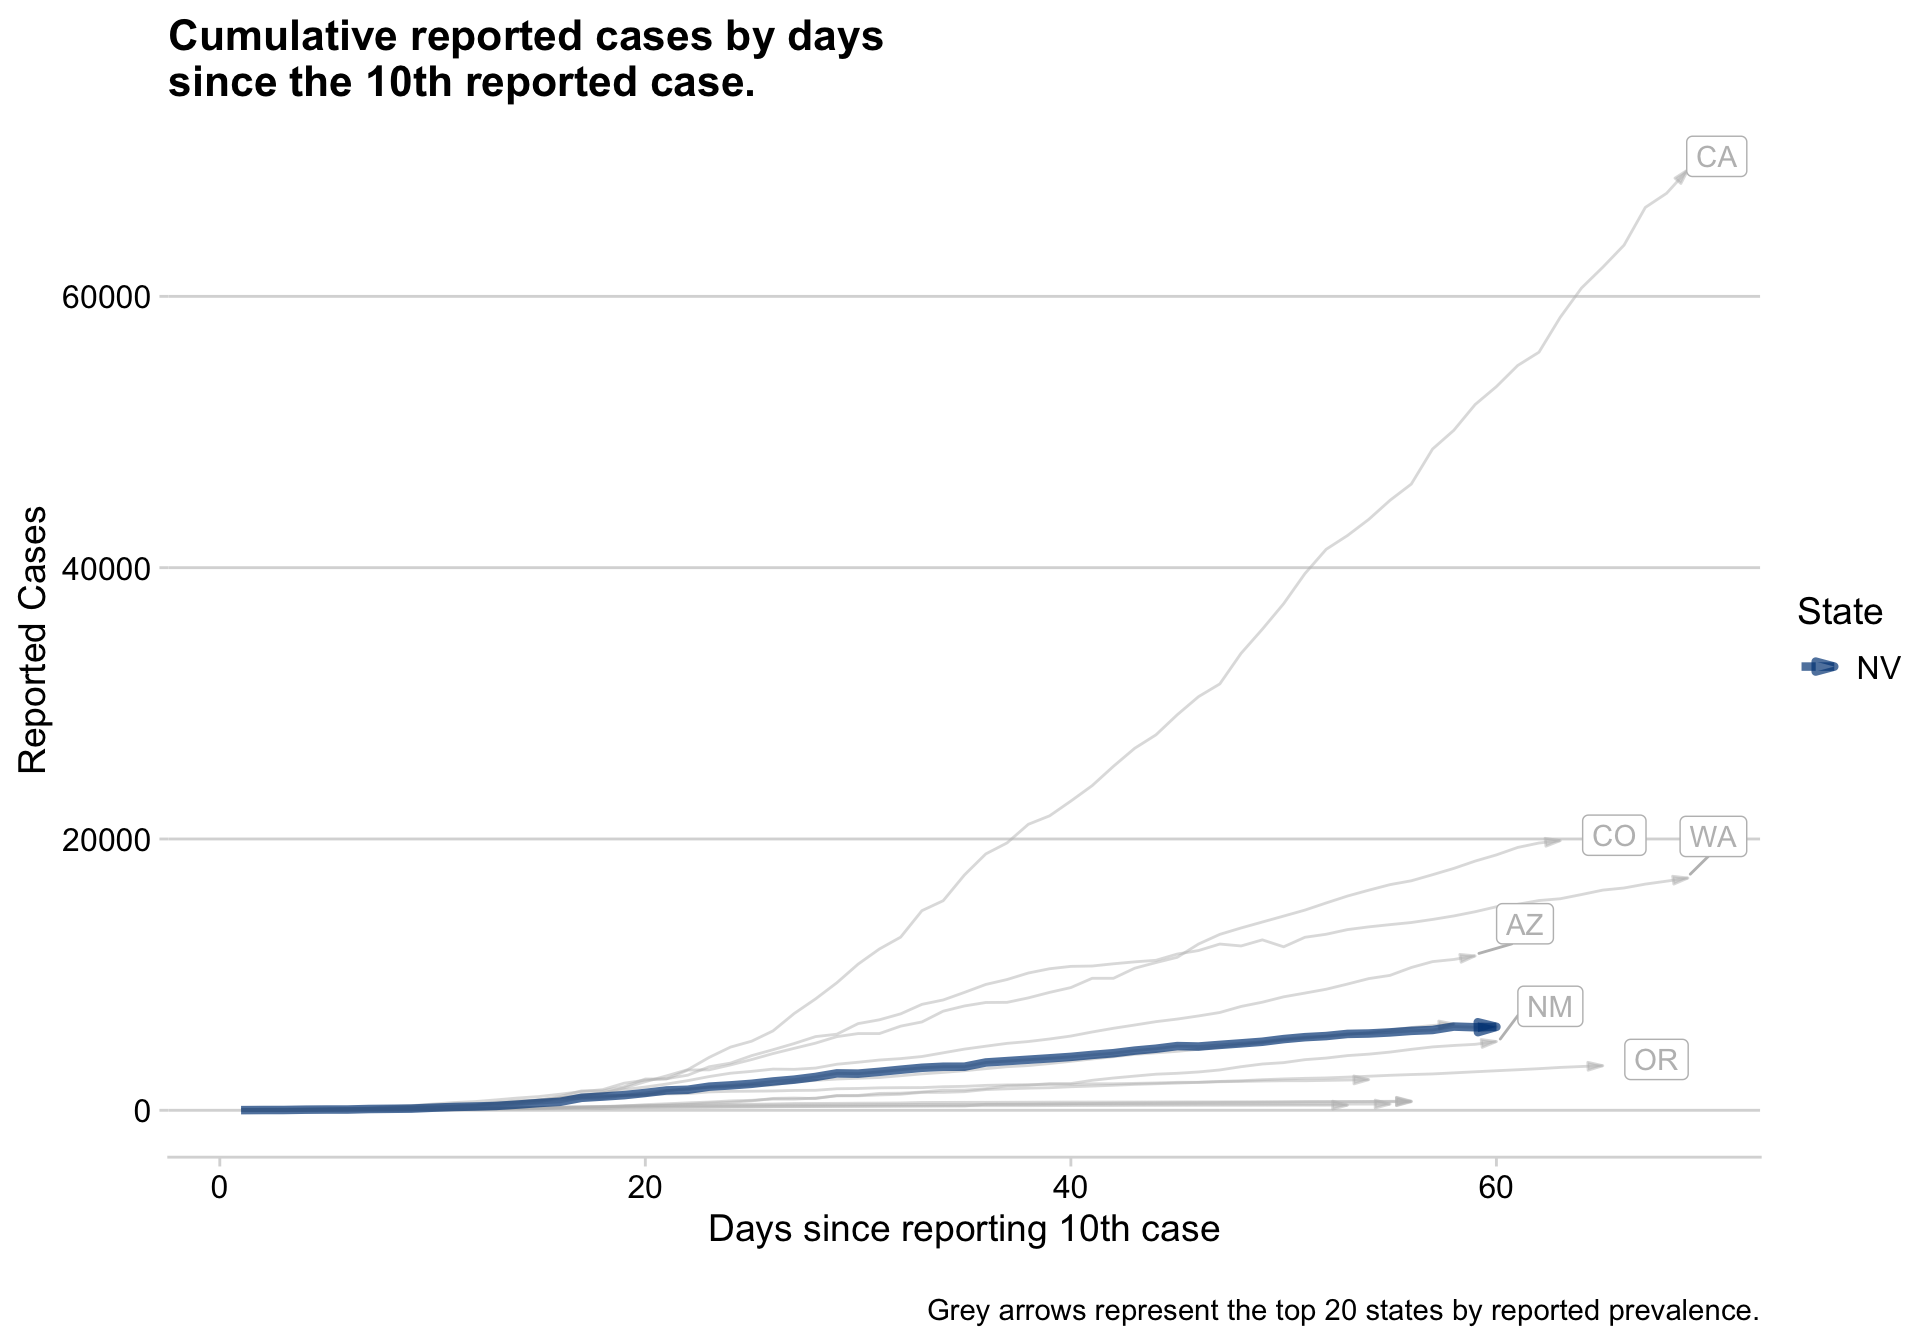 Cumulative reported cases by days
since the 10th reported case.
CA
60000
40000
20000
0
CO
WA
AZ
NM
OR
Reported Cases
State
NV
0
20
40
60
Days since reporting 10th case
Grey arrows represent the top 20 states by reported prevalence.